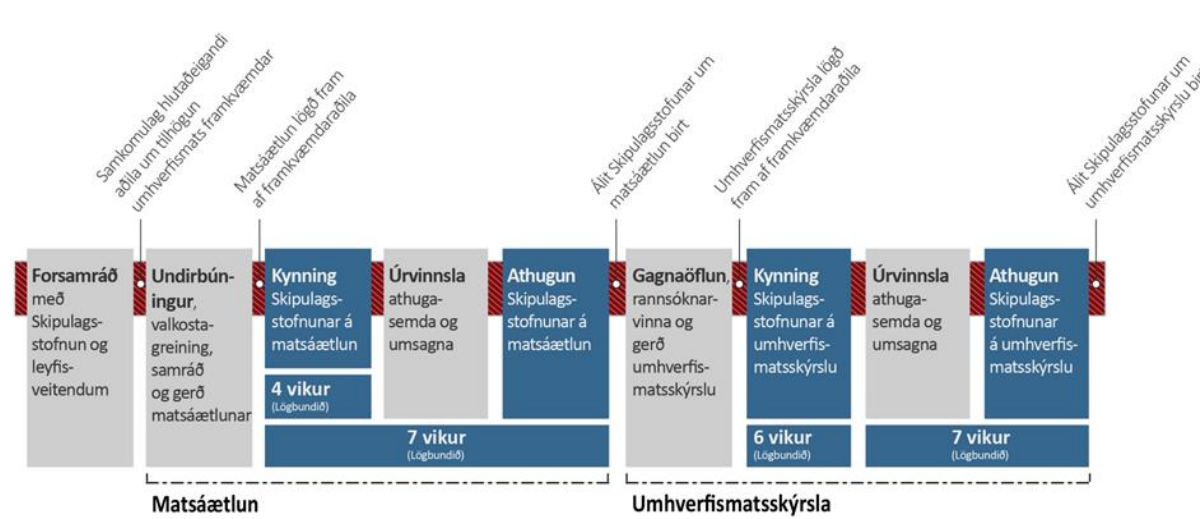 Samkomulag hlutaðeigandi
aðila um tilhögun
umhverfismats framkvæmdar
Matsáætlun lögð fram
af framkvæmdaraðila
Álit Skipulagsstofunar um
matsáætlun birt
Umhverfismatsskýrsla lögð
fram af framkvæmdaraðila
Álit Skipulagsstofunar um
umhverfismatsskýrslu birt
Forsamráð
með
Skipulags-
stofnun og
leyfis-
veitendum
Undirbún-
ingur,
valkosta-
greining,
samráð
og gerð
matsáætlunar
Kynning
Skipulags-
stofnunar á
matsáætlun
4 vikur
(Lögbundið)
Úrvinnsla
athuga-
semda og
umsagna
Athugun
Skipulags-
stofnunar á
matsáætlun
7 vikur
(Lögbundið)
Gagnaöflun,
rannsóknar-
vinna og
gerð
umhverfis-
matsskýrslu
Kynning
Skipulags-
stofnunar á
umhverfis-
matsskýrslu
6 vikur
(Lögbundið)
Úrvinnsla
athuga-
semda og
umsagna
Athugun
Skipulags-
stofnunar
á umhverfis-
matsskýrslu
7 vikur
(Lögbundið)
Matsáætlun
Umhverfismatsskýrsla